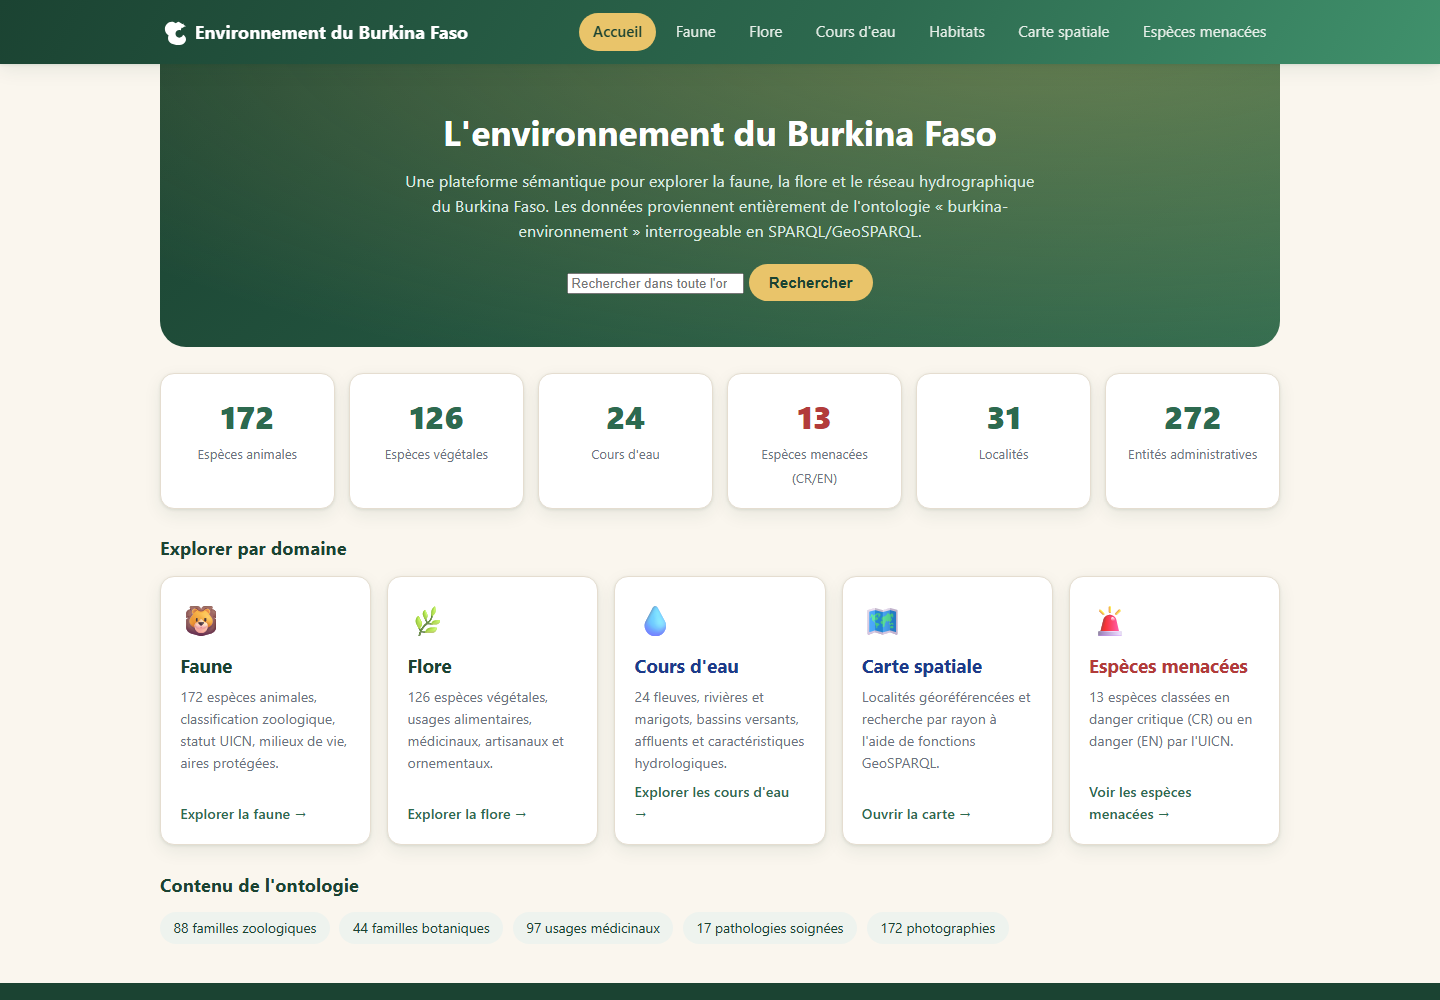 Environnement du Burkina Faso
Accueil
Faune
Flore
Cours d'eau
Habitats
Carte spatiale
Espèces menacées
L'environnement du Burkina Faso
Une plateforme sémantique pour explorer la faune, la flore et le réseau hydrographique
du Burkina Faso. Les données proviennent entièrement de l'ontologie « burkina-
environnement » interrogeable en SPARQL/GeoSPARQL.
Rechercher dans toute l'or
Rechercher
172
Espèces animales
126
Espèces végétales
24
Cours d'eau
13
Espèces menacées
(CR/EN)
31
Localités
272
Entités administratives
Explorer par domaine
Faune
172 espèces animales,
classification zoologique,
statut UICN, milieux de vie,
aires protégées.
Explorer la faune →
Flore
126 espèces végétales,
usages alimentaires,
médicinaux, artisanaux et
ornementaux.
Explorer la flore →
Cours d'eau
24 fleuves, rivières et
marigots, bassins versants,
affluents et caractéristiques
hydrologiques.
Explorer les cours d'eau
→
Carte spatiale
Localités géoréférencées et
recherche par rayon à
l'aide de fonctions
GeoSPARQL.
Ouvrir la carte →
Espèces menacées
13 espèces classées en
danger critique (CR) ou en
danger (EN) par l'UICN.
Voir les espèces
menacées →
Contenu de l'ontologie
88 familles zoologiques
44 familles botaniques
97 usages médicinaux
17 pathologies soignées
172 photographies